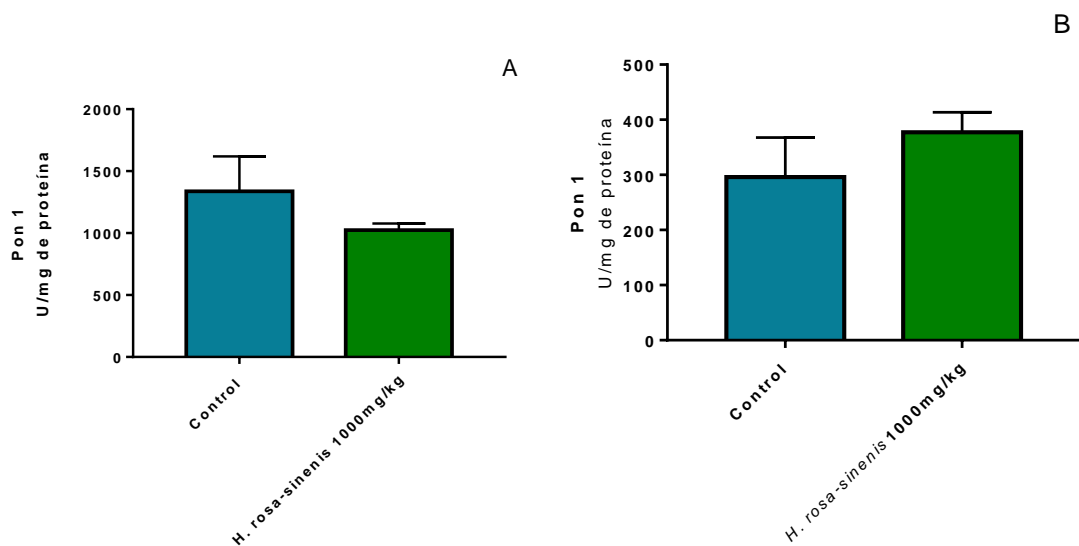 A
Pon 1
U/mg de proteína
2000
1500
1000
500
0
Control
H. rosa-sinenis 1000mg/kg
B
Pon 1
U/mg de proteína
500
400
300
200
100
0
Control
H. rosa-sinenis 1000mg/kg